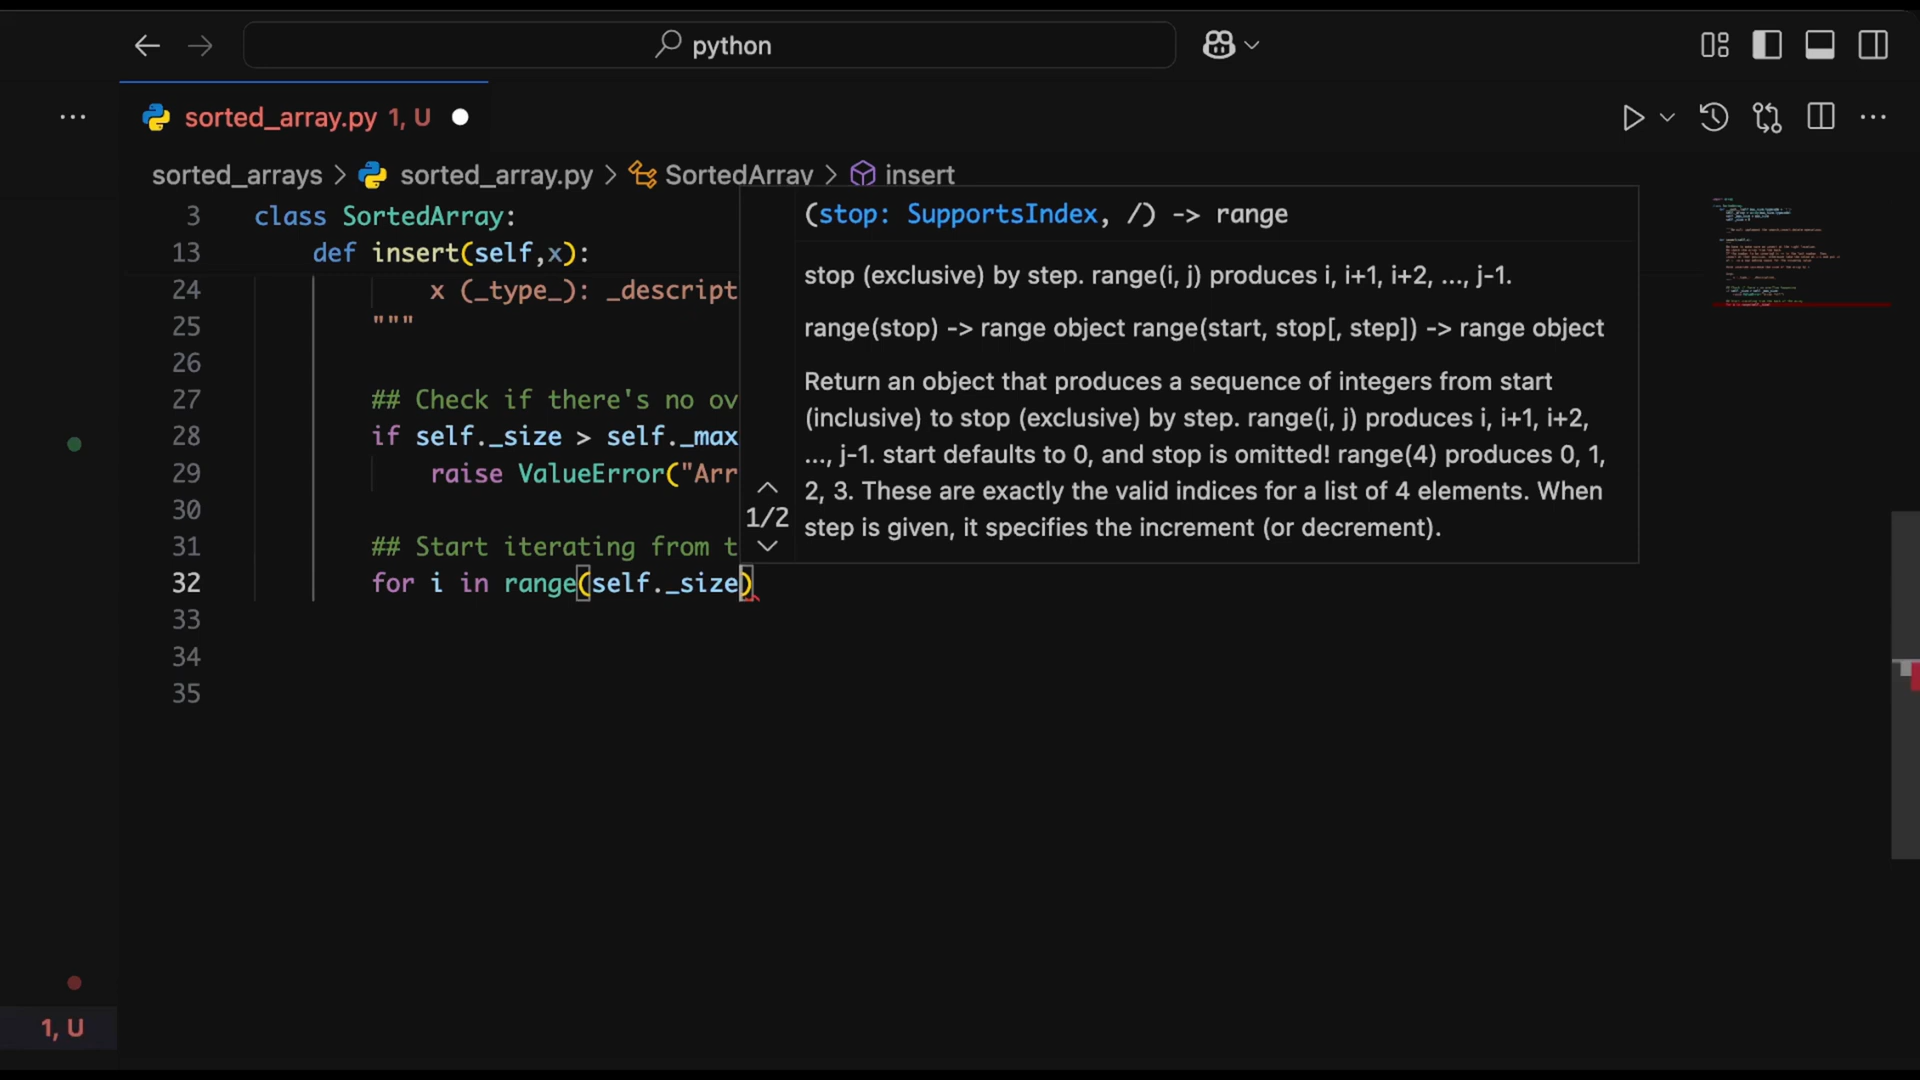 python
sorted_array.py 1, U
sorted_arrays > sorted_array.py > SortedArray > insert
3 class SortedArray:
13 def insert(self,x):
24 x (_type_): _descript
25 """
26
27 ## Check if there's no ov
28 if self._size > self._max
29 raise ValueError("Arr
30
31 ## Start iterating from t
32 for i in range(self._size)
33
34
35
(stop: SupportsIndex, /) -> range
stop (exclusive) by step. range(i, j) produces i, i+1, i+2, ..., j-1.
range(stop) -> range object range(start, stop[, step]) -> range object
Return an object that produces a sequence of integers from start
(inclusive) to stop (exclusive) by step. range(i, j) produces i, i+1, i+2,
..., j-1. start defaults to 0, and stop is omitted! range(4) produces 0, 1,
2, 3. These are exactly the valid indices for a list of 4 elements. When
step is given, it specifies the increment (or decrement).
1/2
1, U